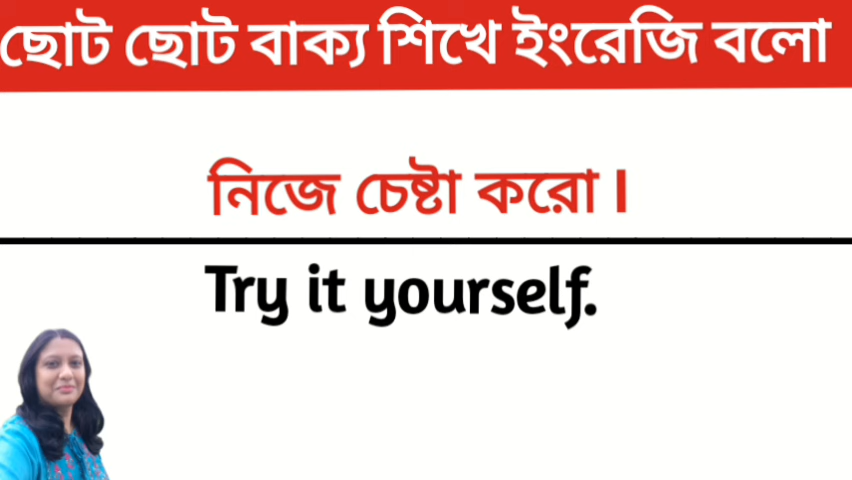 ছোট ছোট বাক্য শিখে ইংরেজি বলো
নিজে চেষ্টা করো।
Try it yourself.